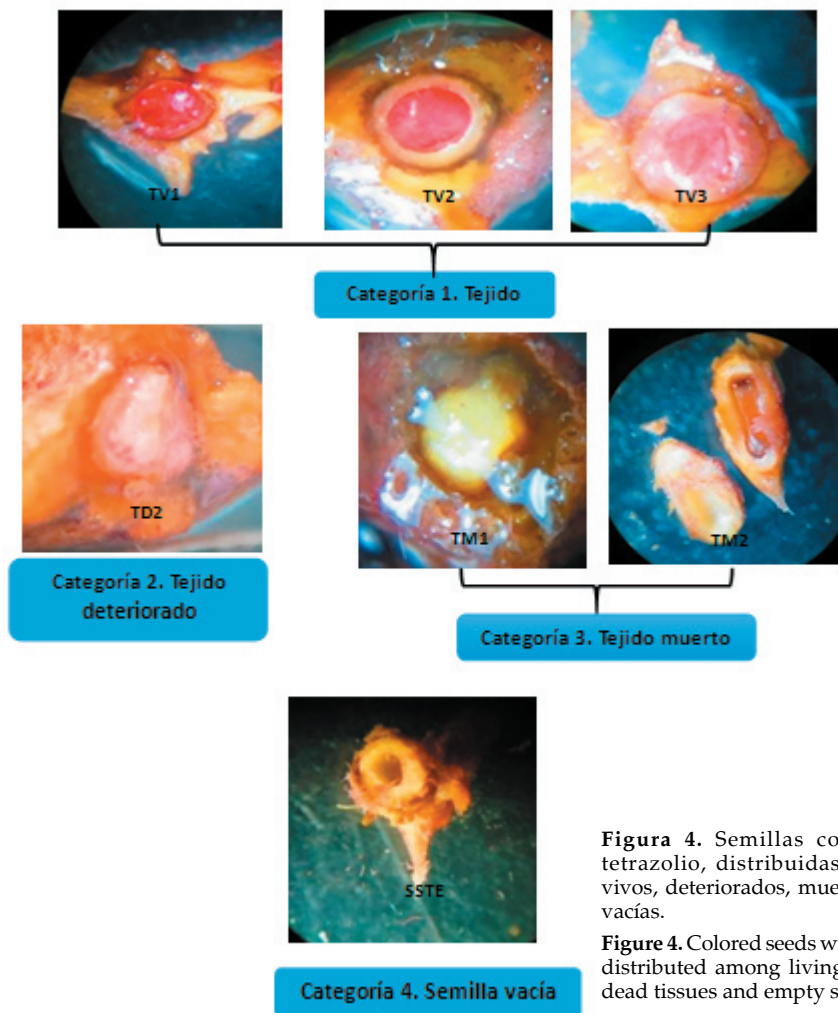 TV1
TV2
TV3
Categoría 1. Tejido
TD2
TM1
TM2
Categoría 2. Tejido
deteriorado
Categoría 3. Tejido muerto
SSTE
Categoría 4. Semilla vacía
Figura 4. Semillas
tetrazolio, distribuidas
vivos, deteriorados,
vacías.
Figure 4. Colored seeds
distributed among living
dead tissues and empty